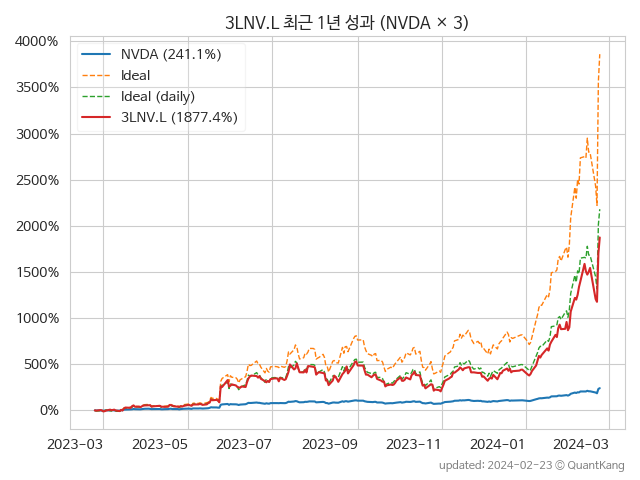 3LNV.L 최근 1년 성과 (NVDA × 3)
4000%
3500%
3000%
2500%
2000%
1500%
1000%
500%
0%
NVDA (241.1%)
Ideal
Ideal (daily)
3LNV.L (1877.4%)
2023-03
2023-05
2023-07
2023-09
2023-11
2024-01
2024-03
updated: 2024-02-23 © QuantKang